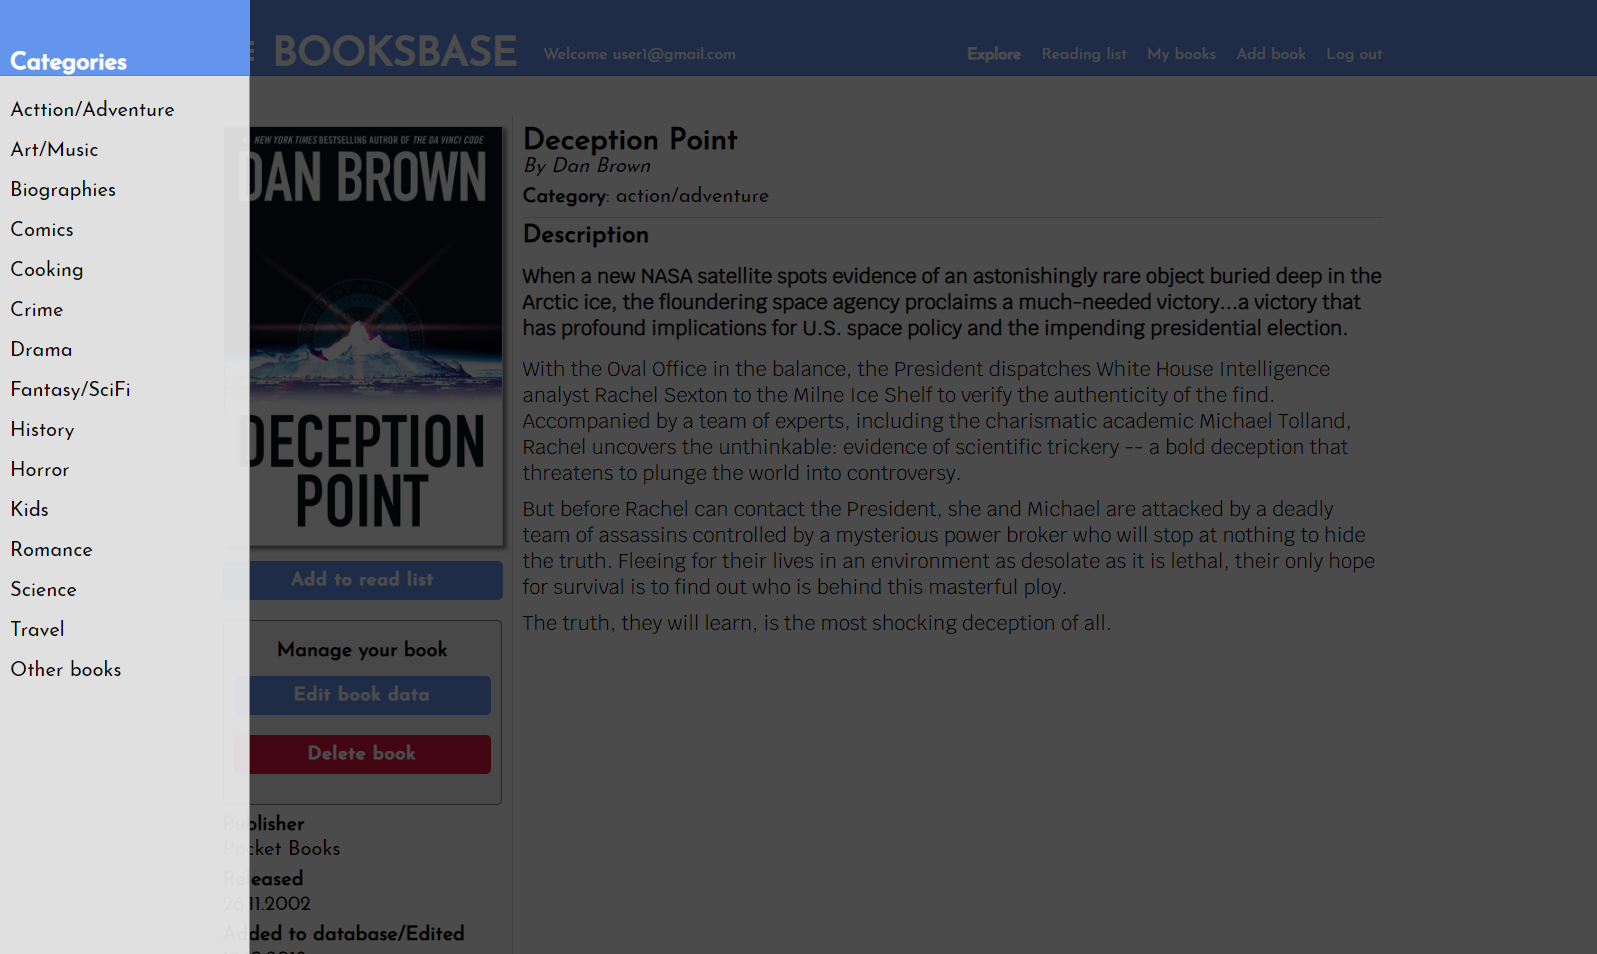 Categories
Acttion/Adventure
Art/Music
Biographies
Comics
Cooking
Crime
Drama
Fantasy/SciFi
History
Horror
Kids
Romance
Science
Travel
Other books
BOOKSBASE
Welcome user1@gmail.com
Explore Reading list My books Add book Log out
NEW YORK TIMES BESTSELLING AUTHOR OF THE DA VINCI CODE
DAN BROWN
DECEPTION
POINT
Add to read list
Manage your book
Edit book data
Delete book
Publisher
Pocket Books
Released
26.11.2002
Added to database/Edited
Deception Point
By Dan Brown
Category: action/adventure
Description
When a new NASA satellite spots evidence of an astonishingly rare object buried deep in the
Arctic ice, the floundering space agency proclaims a much-needed victory...a victory that
has profound implications for U.S. space policy and the impending presidential election.
With the Oval Office in the balance, the President dispatches White House Intelligence
analyst Rachel Sexton to the Milne Ice Shelf to verify the authenticity of the find.
Accompanied by a team of experts, including the charismatic academic Michael Tolland,
Rachel uncovers the unthinkable: evidence of scientific trickery -- a bold deception that
threatens to plunge the world into controversy.
But before Rachel can contact the President, she and Michael are attacked by a deadly
team of assassins controlled by a mysterious power broker who will stop at nothing to hide
the truth. Fleeing for their lives in an environment as desolate as it is lethal, their only hope
for survival is to find out who is behind this masterful ploy.
The truth, they will learn, is the most shocking deception of all.